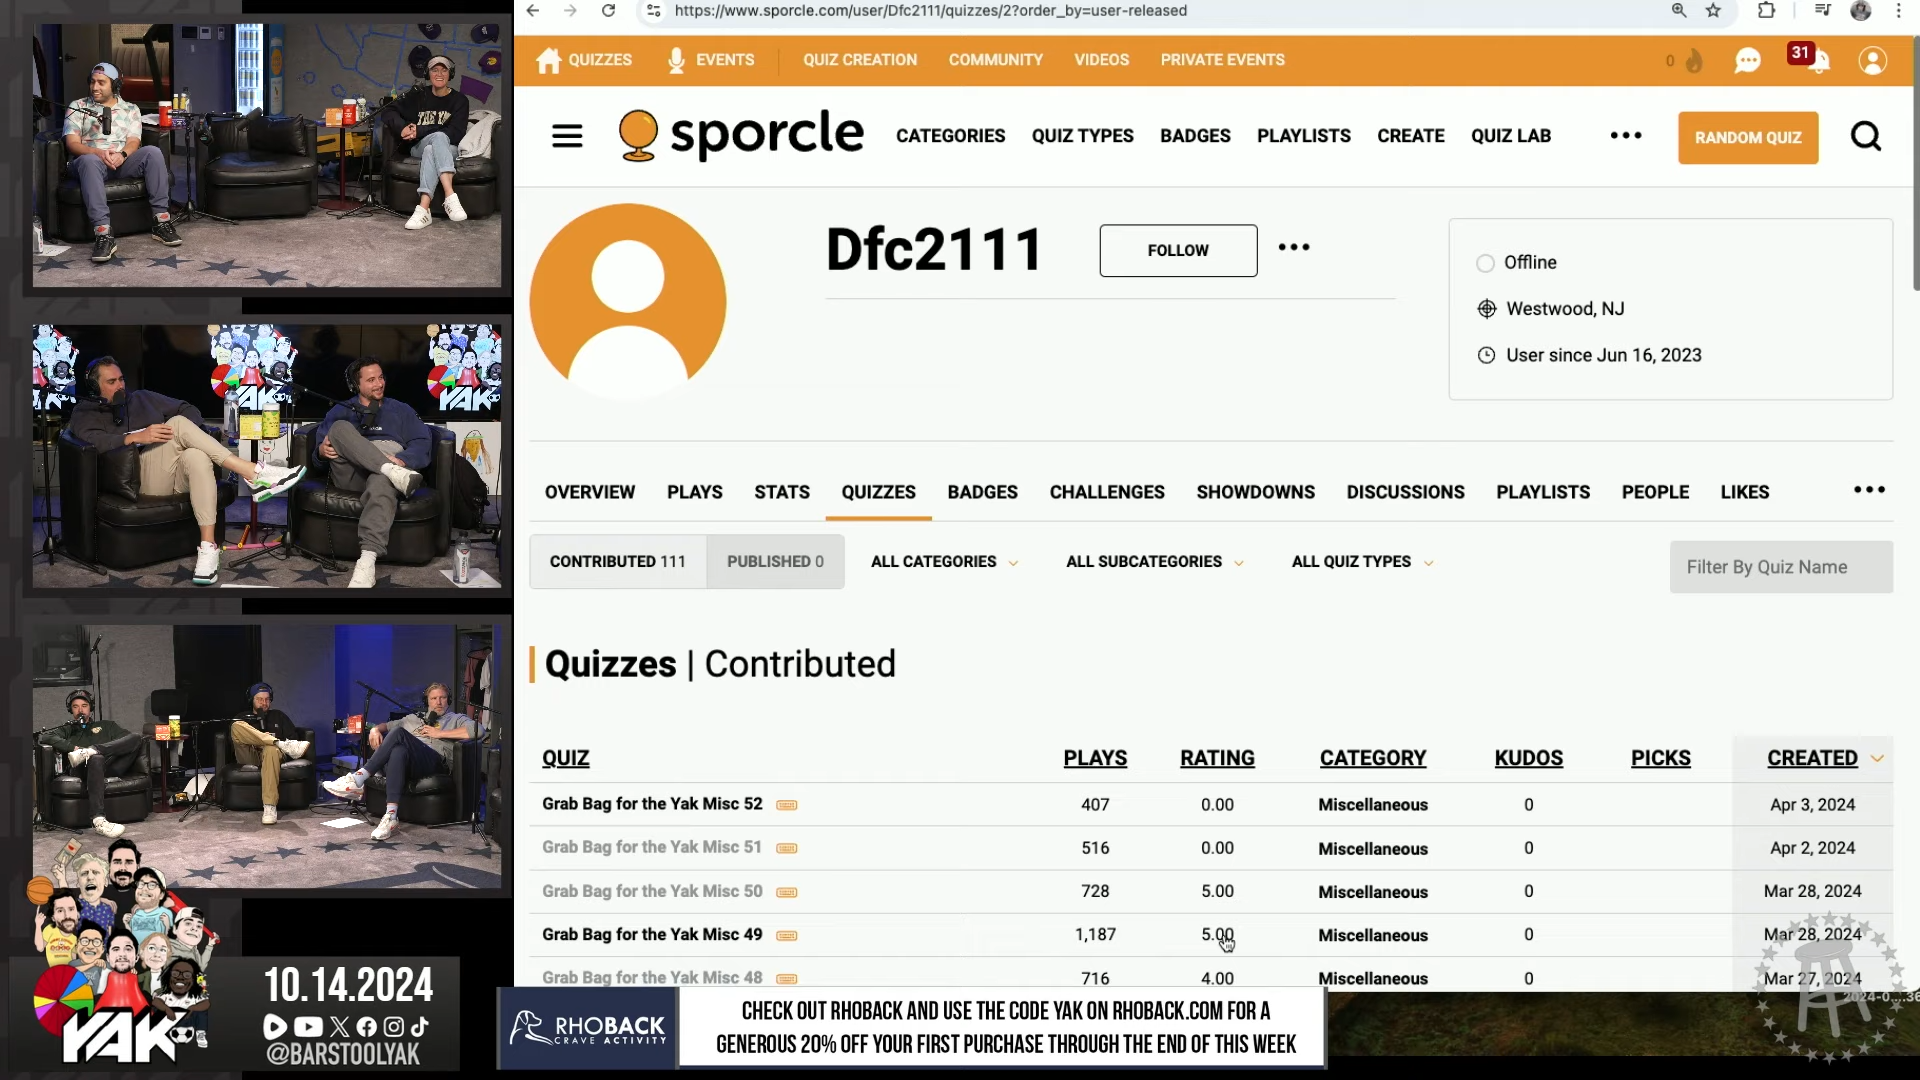 https://www.sporcle.com/user/Dfc2111/quizzes/2?order_by=user-released
QUIZZES EVENTS QUIZ CREATION COMMUNITY VIDEOS PRIVATE EVENTS 0 31
sporcle CATEGORIES QUIZ TYPES BADGES PLAYLISTS CREATE QUIZ LAB ••• RANDOM QUIZ
Dfc2111 FOLLOW •••
Offline
Westwood, NJ
User since Jun 16, 2023
OVERVIEW PLAYS STATS QUIZZES BADGES CHALLENGES SHOWDOWNS DISCUSSIONS PLAYLISTS PEOPLE LIKES •••
CONTRIBUTED 111 PUBLISHED 0 ALL CATEGORIES ALL SUBCATEGORIES ALL QUIZ TYPES Filter By Quiz Name
Quizzes | Contributed
QUIZ PLAYS RATING CATEGORY KUDOS PICKS CREATED
Grab Bag for the Yak Misc 52 407 0.00 Miscellaneous 0 Apr 3, 2024
Grab Bag for the Yak Misc 51 516 0.00 Miscellaneous 0 Apr 2, 2024
Grab Bag for the Yak Misc 50 728 5.00 Miscellaneous 0 Mar 28, 2024
Grab Bag for the Yak Misc 49 1,187 5.00 Miscellaneous 0 Mar 28, 2024
Grab Bag for the Yak Misc 48 716 4.00 Miscellaneous 0 Mar 27, 2024
YAK
YAK
YAK
10.14.2024
@BARSTOOLYAK
RHOBACK
CRAVE ACTIVITY
CHECK OUT RHOBACK AND USE THE CODE YAK ON RHOBACK.COM FOR A
GENEROUS 20% OFF YOUR FIRST PURCHASE THROUGH THE END OF THIS WEEK